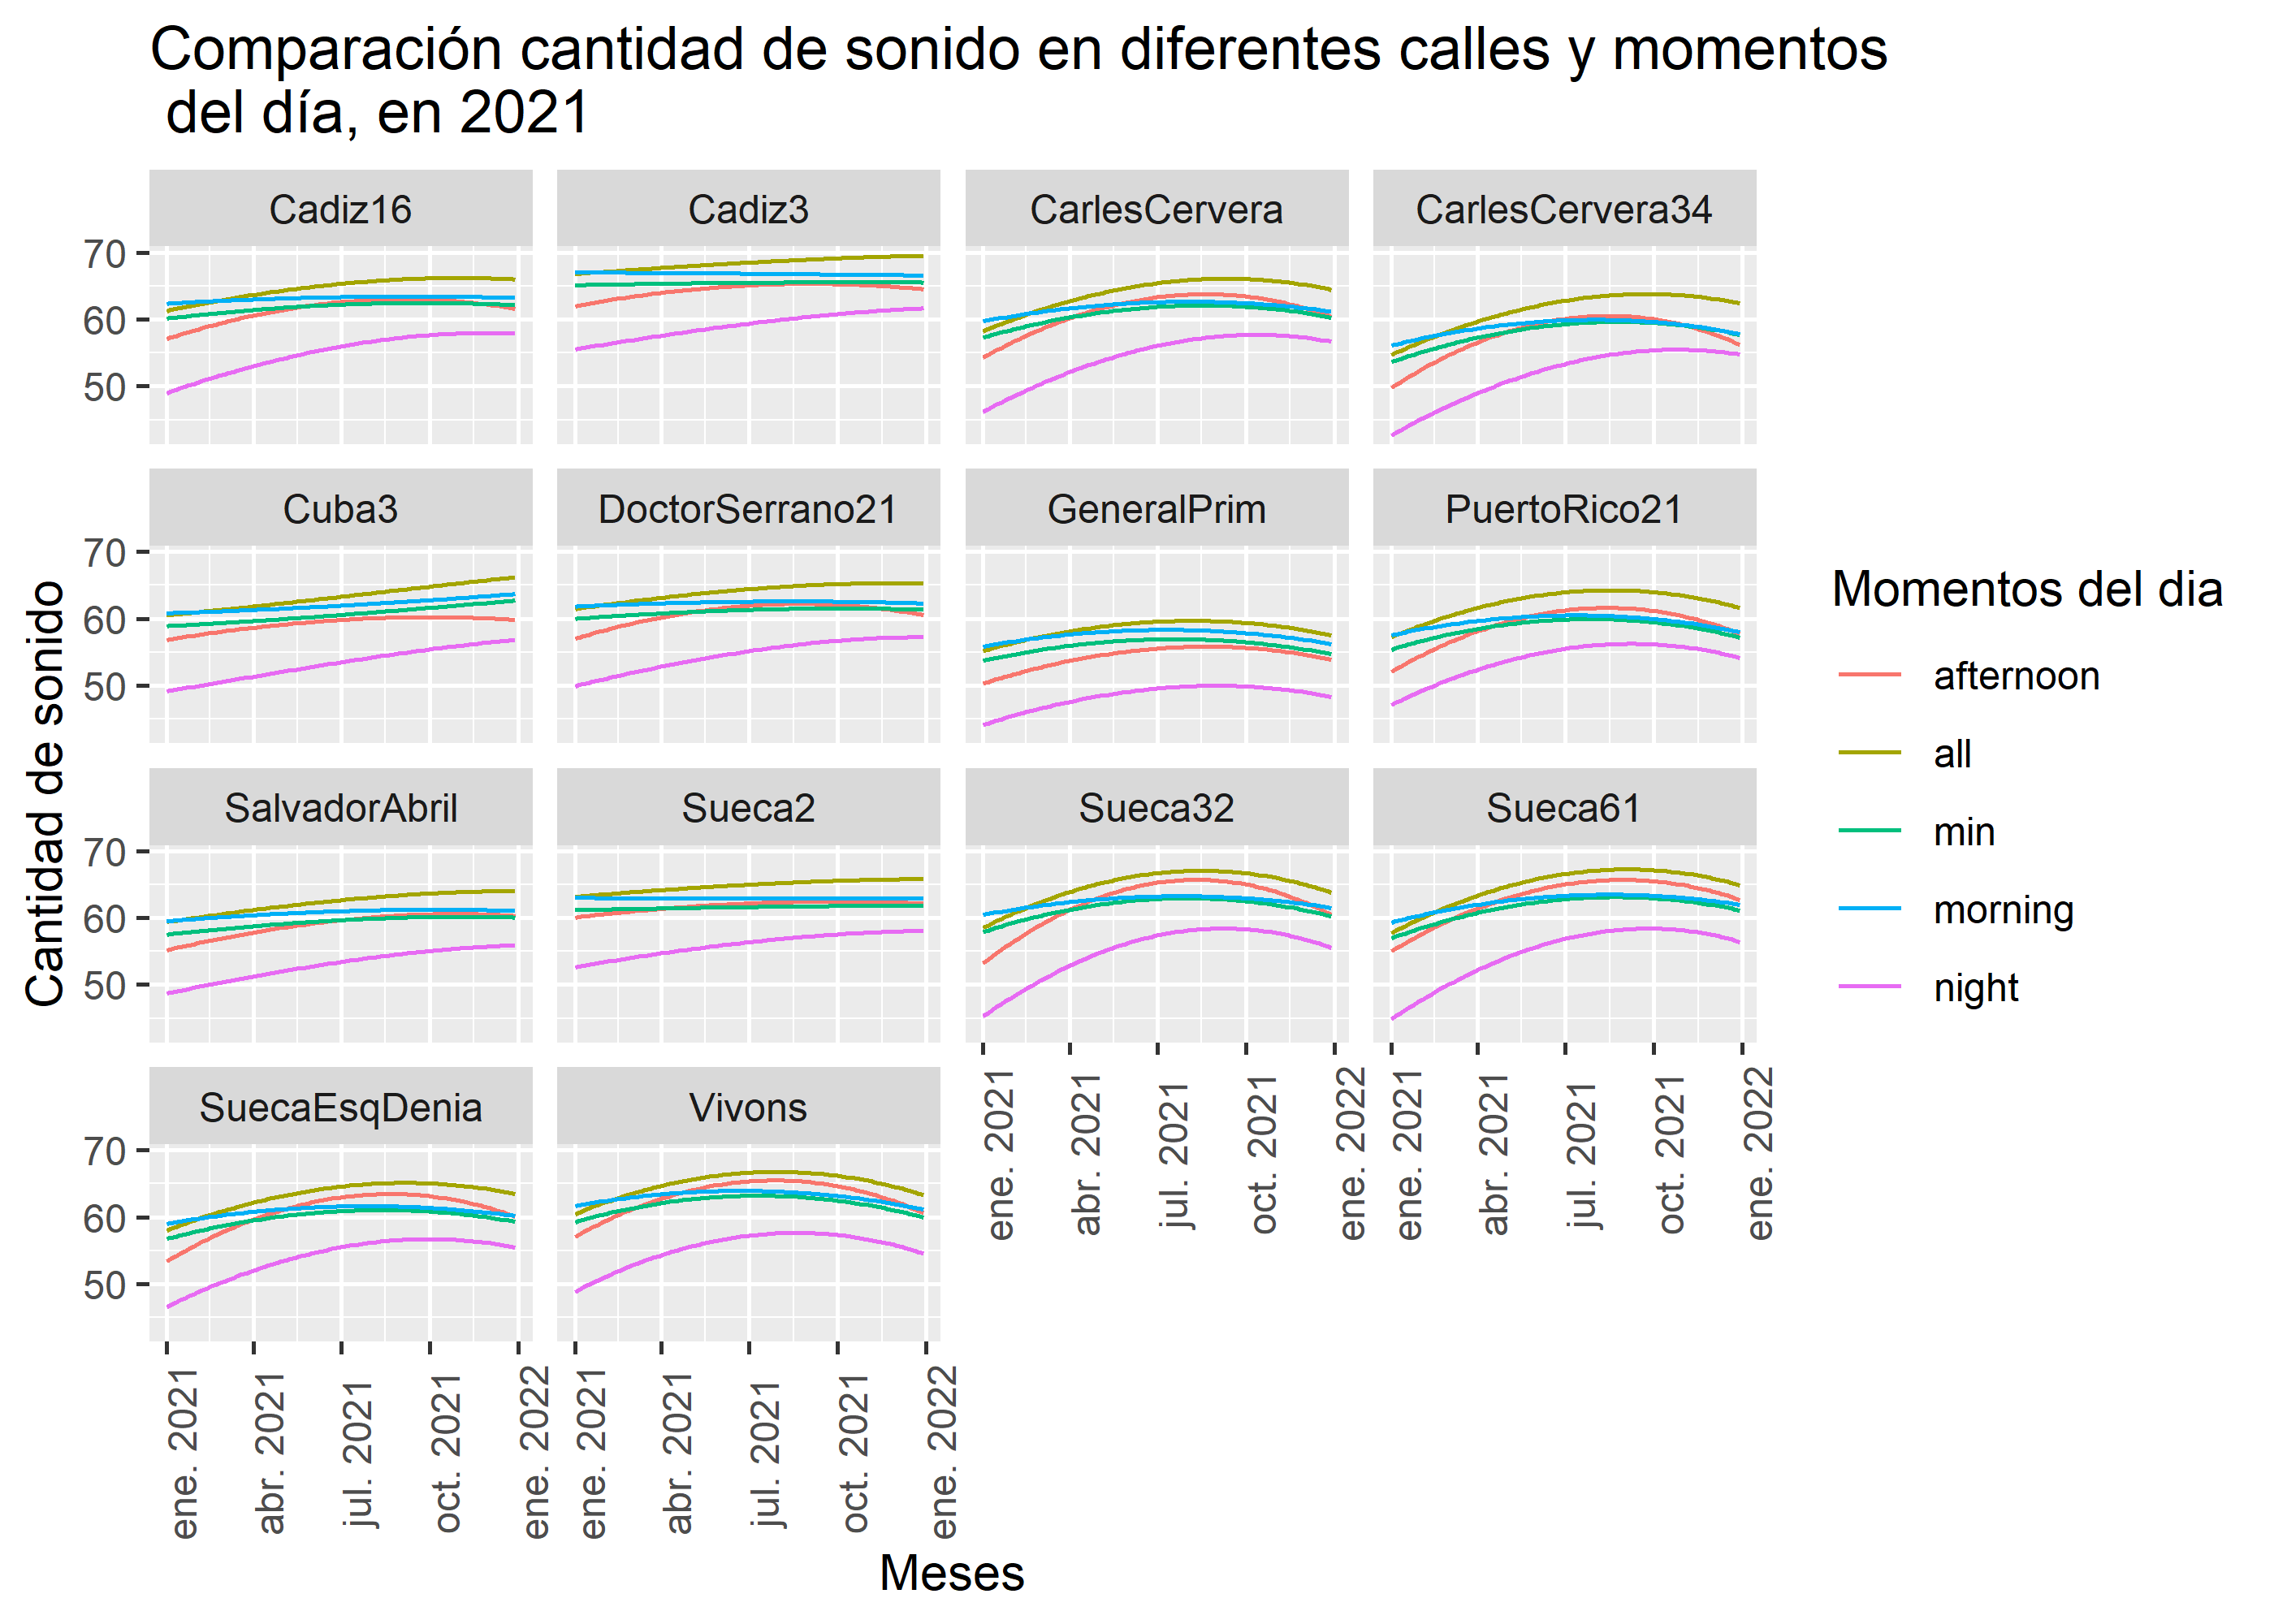 Comparación cantidad de sonido en diferentes calles y momentos
del día, en 2021
Cadiz16
Cadiz3
CarlesCervera
CarlesCervera34
70
60
50
Cuba3
DoctorSerrano21
GeneralPrim
PuertoRico21
70
60
50
SalvadorAbril
Sueca2
Sueca32
Sueca61
70
60
50
ene. 2021
abr. 2021
jul. 2021
oct. 2021
ene. 2022
ene. 2021
abr. 2021
jul. 2021
oct. 2021
ene. 2022
SuecaEsqDenia
Vivons
70
60
50
ene. 2021
abr. 2021
jul. 2021
oct. 2021
ene. 2022
ene. 2021
abr. 2021
jul. 2021
oct. 2021
ene. 2022
Cantidad de sonido
Meses
Momentos del dia
afternoon
all
min
morning
night